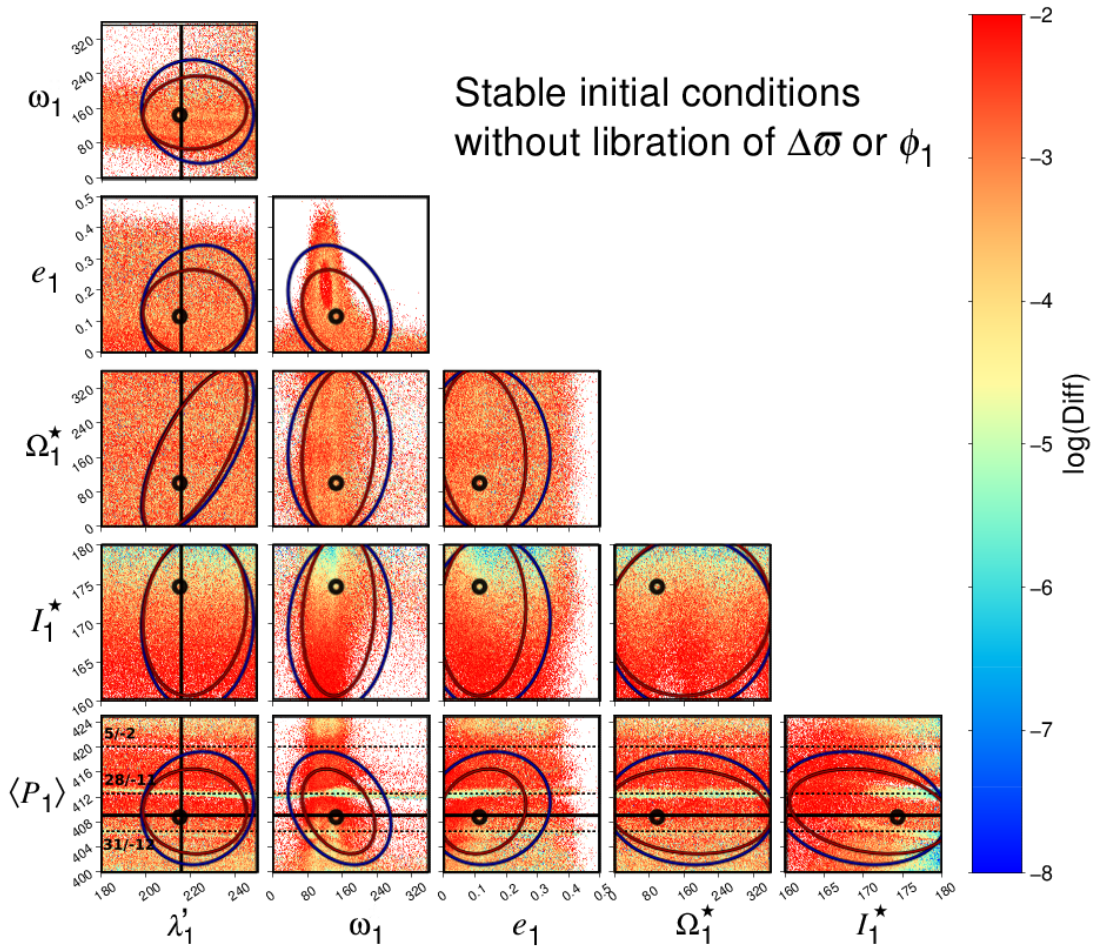 Stable initial conditions
without libration of Δϖ or ϕ₁
ω₁
320
240
160
80
0
e₁
0.5
0.4
0.3
0.2
0.1
0
Ω₁★
320
240
160
80
0
I₁★
180
175
170
165
160
⟨P₁⟩
424
420
416
412
408
404
400
5/-2
28/-11
31/-12
180 200 220 240
0 80 160 240 320
0 0.1 0.2 0.3 0.4 0.5
0 80 160 240 320
160 165 170 175 180
λ′₁ ω₁ e₁ Ω₁★ I₁★
−2
−3
−4
−5
−6
−7
−8
log(Diff)